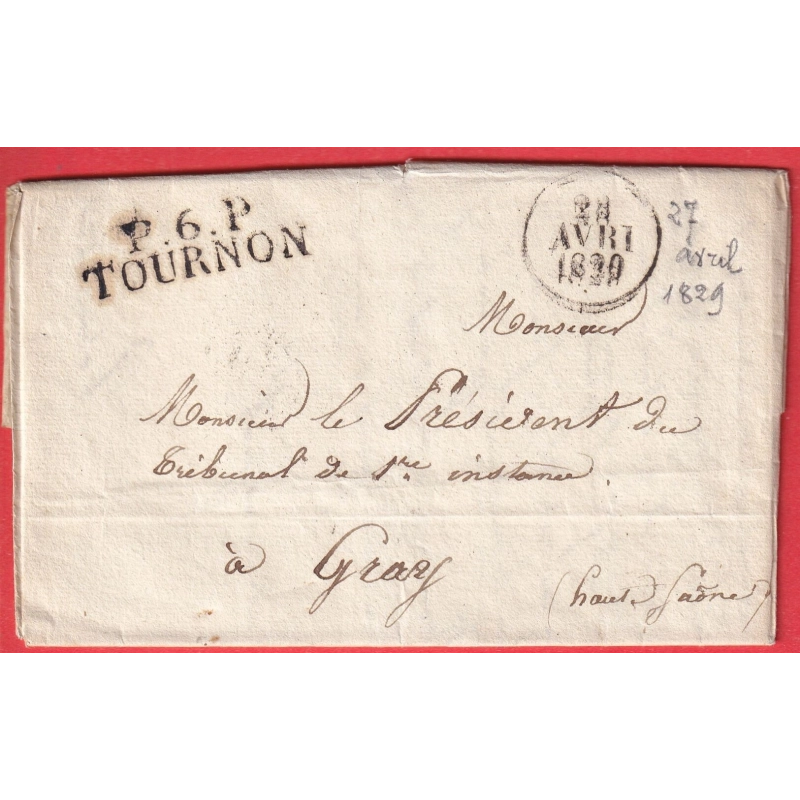 P.6.P
TOURNON
28
AVRI
1829
27
avril
1829
Monsieur
Monsieur le Président du
Tribunal de 1re instance.
à Gray
(haute Saône)